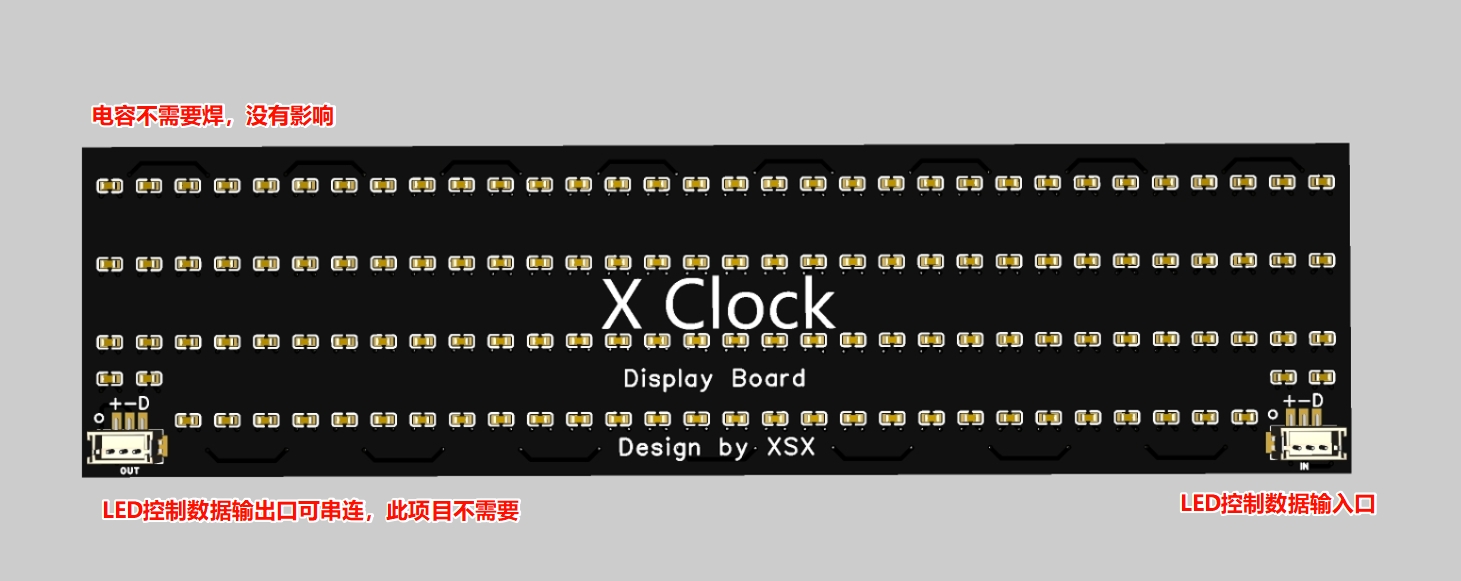 电容不需要焊，没有影响
X Clock
Display Board
+-D
+-D
Design by XSX
OUT
IN
LED控制数据输出口可串连，此项目不需要
LED控制数据输入口